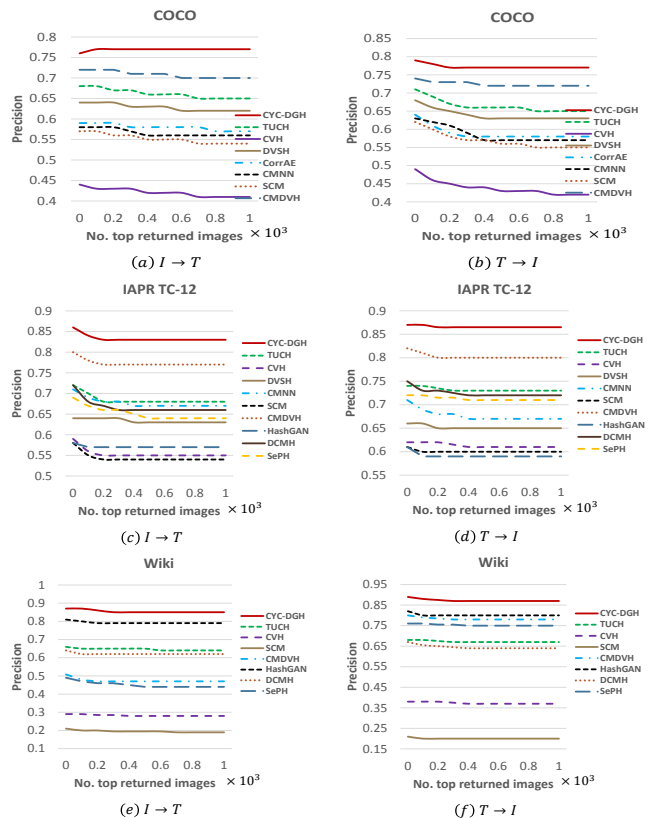 COCO
Precision
0.8
0.75
0.7
0.65
0.6
0.55
0.5
0.45
0.4
0 0.2 0.4 0.6 0.8 1
No. top returned images × 10³
CYC-DGH
TUCH
CVH
DVSH
CorrAE
CMNN
SCM
CMDVH
(a) I → T
COCO
Precision
0.85
0.8
0.75
0.7
0.65
0.6
0.55
0.5
0.45
0.4
0 0.2 0.4 0.6 0.8 1
No. top returned images × 10³
CYC-DGH
TUCH
CVH
DVSH
CorrAE
CMNN
SCM
CMDVH
(b) T → I
IAPR TC-12
Precision
0.9
0.85
0.8
0.75
0.7
0.65
0.6
0.55
0.5
0 0.2 0.4 0.6 0.8 1
No. top returned images × 10³
CYC-DGH
TUCH
CVH
DVSH
CMNN
SCM
CMDVH
HashGAN
DCMH
SePH
(c) I → T
IAPR TC-12
Precision
0.9
0.85
0.8
0.75
0.7
0.65
0.6
0.55
0 0.2 0.4 0.6 0.8 1
No. top returned images × 10³
CYC-DGH
TUCH
CVH
DVSH
CMNN
SCM
CMDVH
HashGAN
DCMH
SePH
(d) T → I
Wiki
Precision
1
0.9
0.8
0.7
0.6
0.5
0.4
0.3
0.2
0.1
0 0.2 0.4 0.6 0.8 1
No. top returned images × 10³
CYC-DGH
TUCH
CVH
SCM
CMDVH
HashGAN
DCMH
SePH
(e) I → T
Wiki
Precision
0.95
0.85
0.75
0.65
0.55
0.45
0.35
0.25
0.15
0 0.2 0.4 0.6 0.8 1
No. top returned images × 10³
CYC-DGH
TUCH
CVH
SCM
CMDVH
HashGAN
DCMH
SePH
(f) T → I